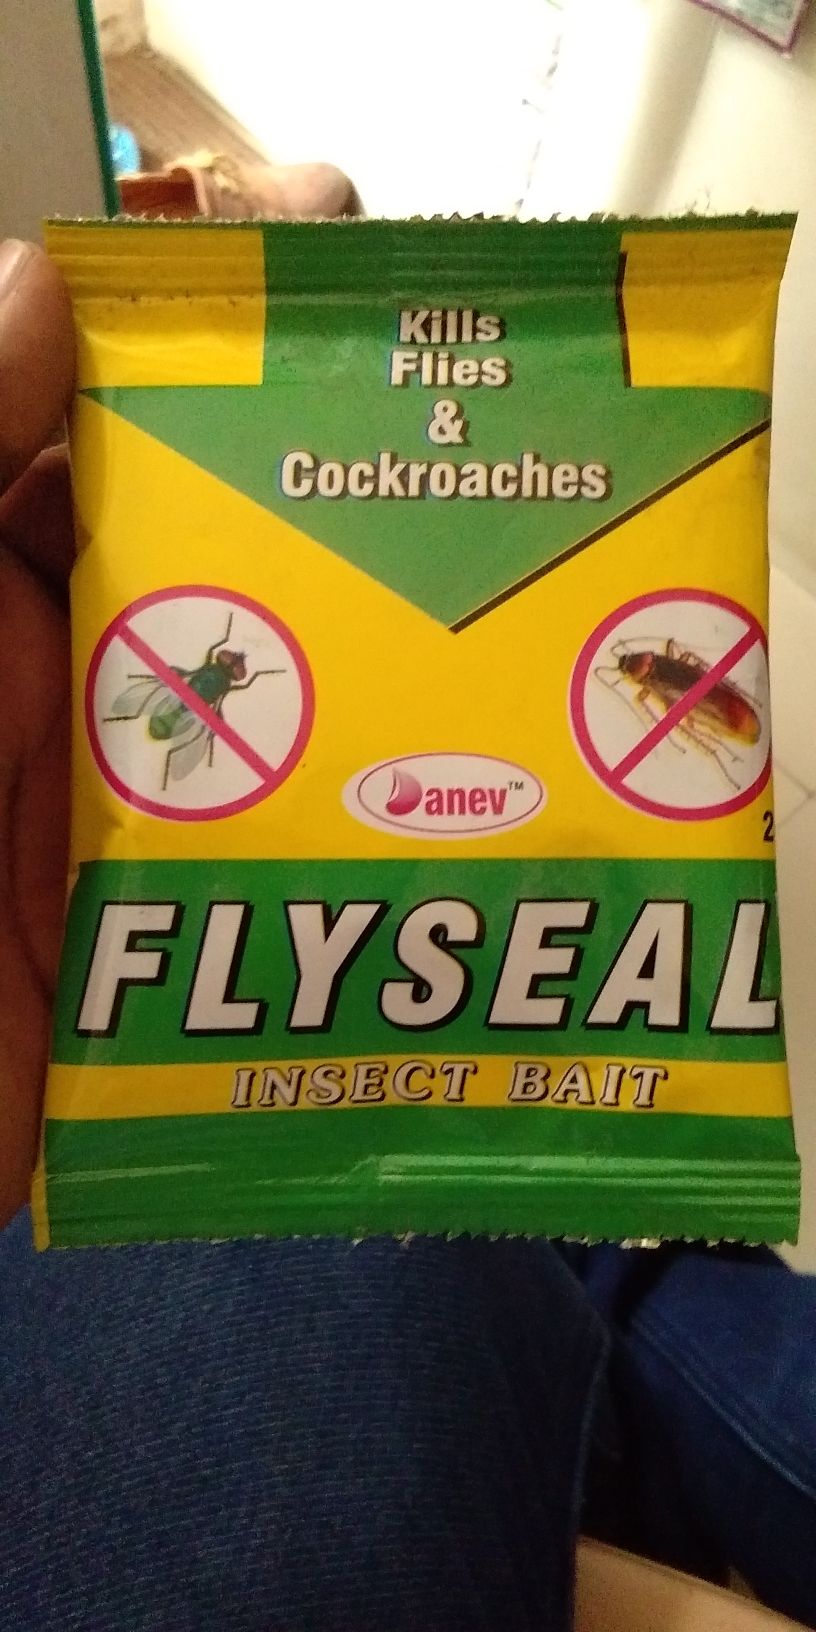 Kills
Flies
&
Cockroaches
Danev™
FLYSEAL
INSECT BAIT